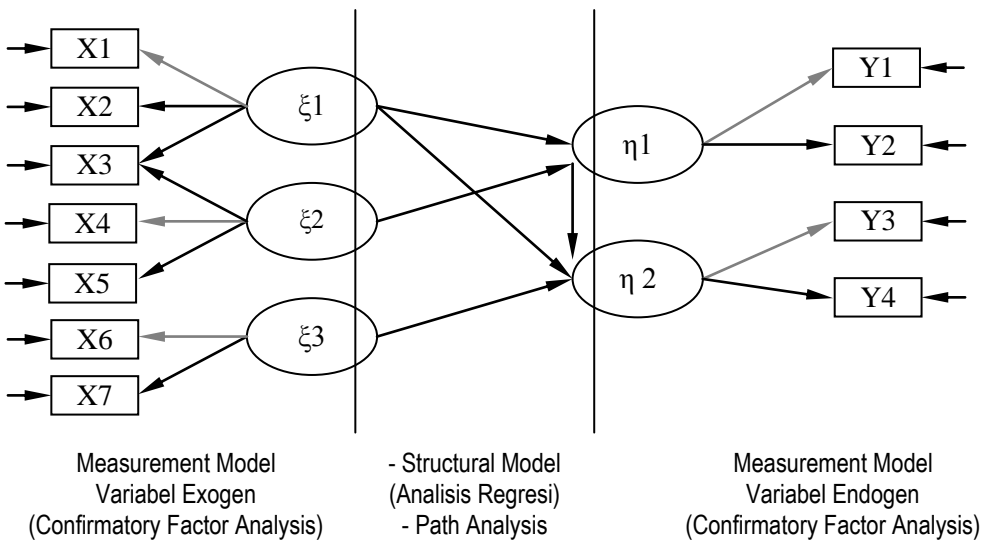 X1
X2
X3
X4
X5
X6
X7
ξ1
ξ2
ξ3
η1
η 2
Y1
Y2
Y3
Y4
Measurement Model
Variabel Exogen
(Confirmatory Factor Analysis)
- Structural Model
(Analisis Regresi)
- Path Analysis
Measurement Model
Variabel Endogen
(Confirmatory Factor Analysis)